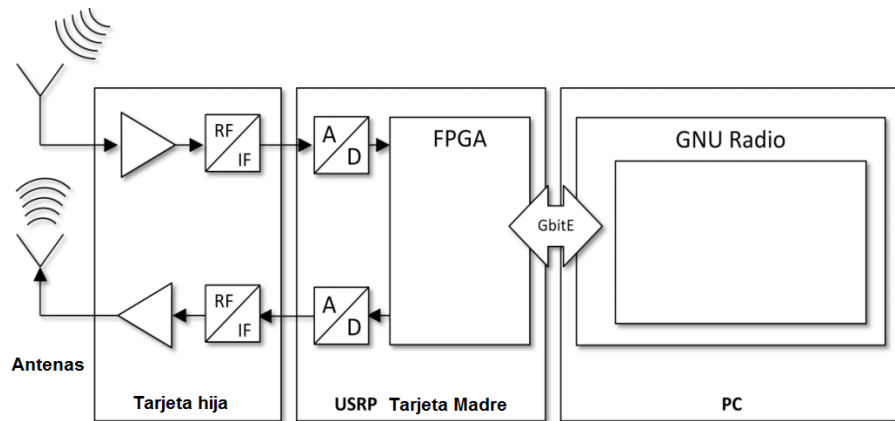 RF
IF
A
D
FPGA
GNU Radio
GbitE
RF
IF
A
D
Antenas
Tarjeta hija
USRP Tarjeta Madre
PC